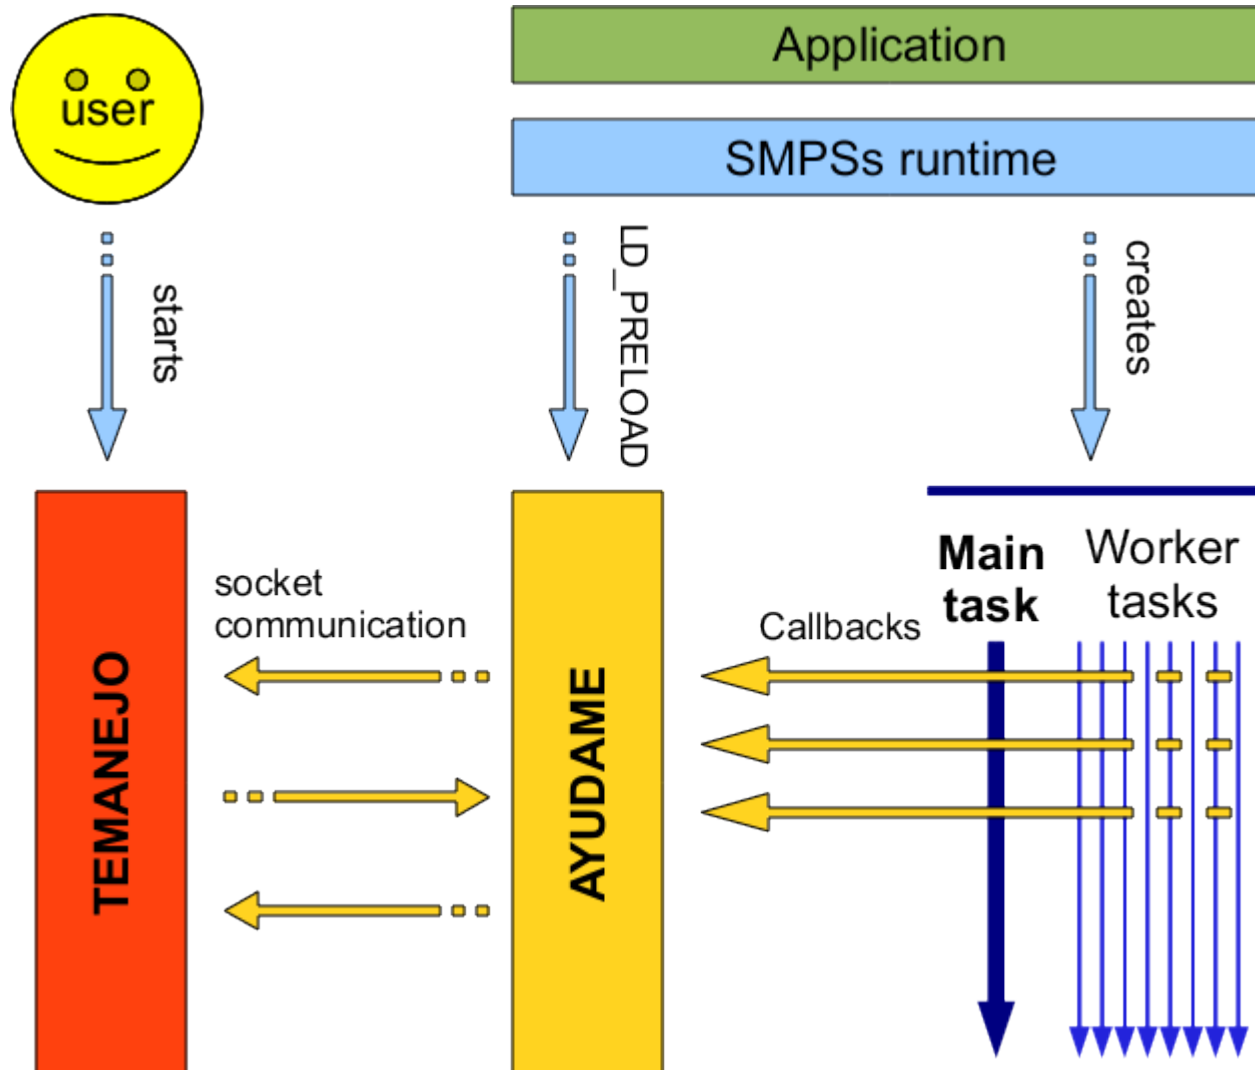 user
Application
SMPSs runtime
starts
LD_PRELOAD
creates
TEMANEJO
socket
communication
AYUDAME
Callbacks
Main
task
Worker
tasks